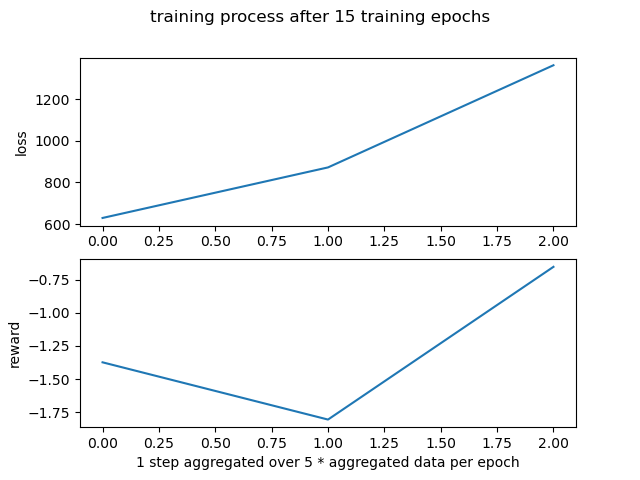 training process after 15 training epochs
1200
1000
800
600
loss
0.00 0.25 0.50 0.75 1.00 1.25 1.50 1.75 2.00
−0.75
−1.00
−1.25
−1.50
−1.75
reward
0.00 0.25 0.50 0.75 1.00 1.25 1.50 1.75 2.00
1 step aggregated over 5 * aggregated data per epoch